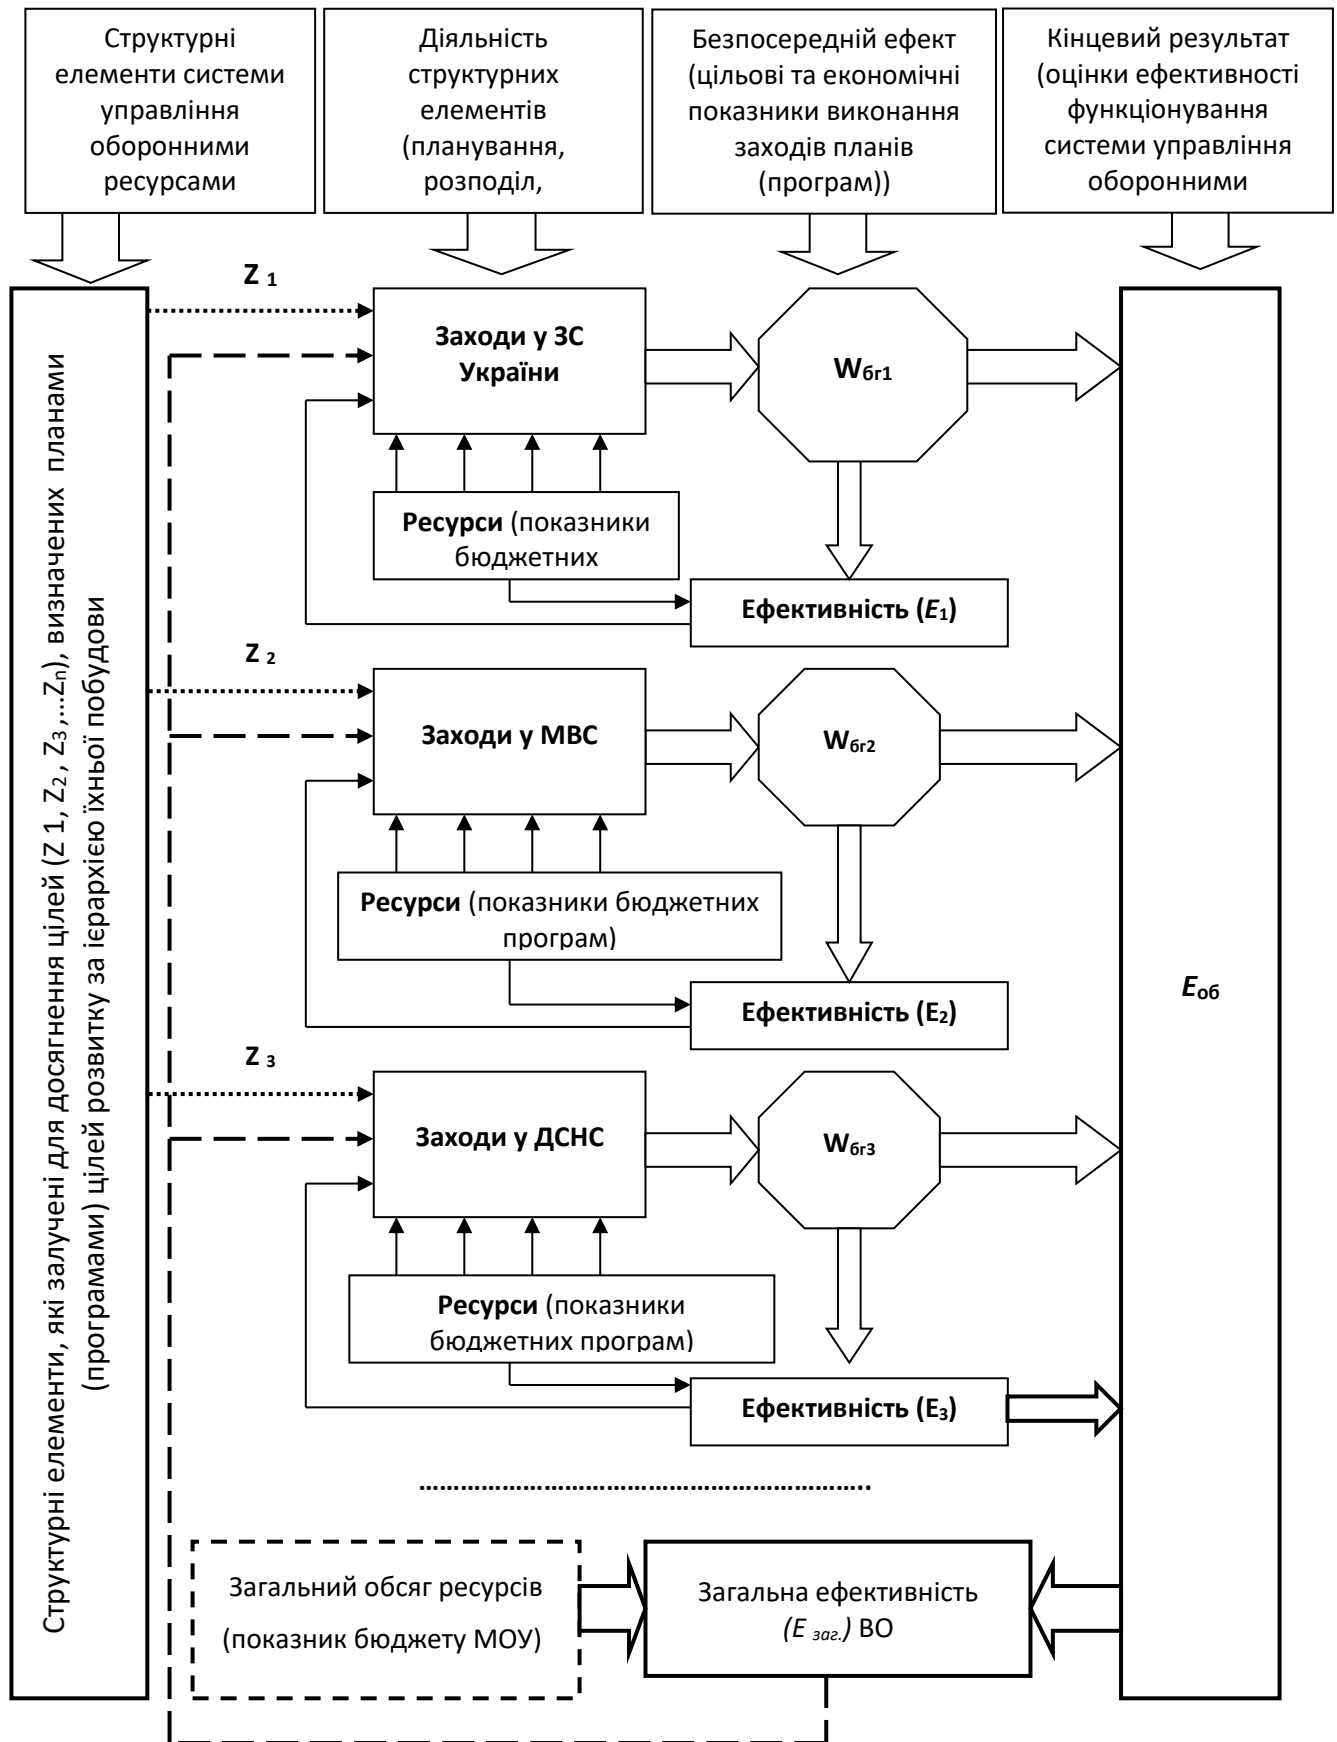 Структурні
елементи системи
управління
оборонними
ресурсами
Діяльність
структурних
елементів
(планування,
розподіл,
Безпосередній ефект
(цільові та економічні
показники виконання
заходів планів
(програм))
Кінцевий результат
(оцінки ефективності
функціонування
системи управління
оборонними
Структурні елементи, які залучені для досягнення цілей (Z 1, Z₂ , Z₃ ,...Zₙ), визначених планами
(програмами) цілей розвитку за ієрархією їхньої побудови
Z ₁
Заходи у ЗС
України
Wбг1
Ресурси (показники
бюджетних
Ефективність (E₁)
Z ₂
Заходи у МВС
Wбг2
Ресурси (показники бюджетних
програм)
Ефективність (E₂)
Eоб
Z ₃
Заходи у ДСНС
Wбг3
Ресурси (показники
бюджетних програм)
Ефективність (E₃)
Загальний обсяг ресурсів
(показник бюджету МОУ)
Загальна ефективність
(E заг.) ВО